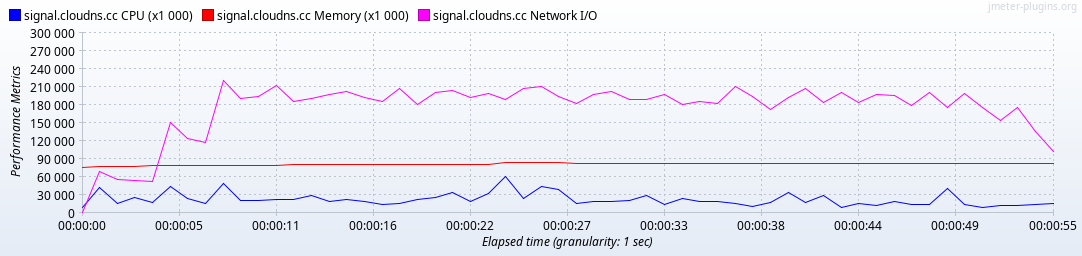 jmeter-plugins.org
signal.cloudns.cc CPU (x1 000) signal.cloudns.cc Memory (x1 000) signal.cloudns.cc Network I/O
300 000
270 000
240 000
210 000
180 000
150 000
120 000
90 000
60 000
30 000
0
Performance Metrics
00:00:00 00:00:05 00:00:11 00:00:16 00:00:22 00:00:27 00:00:33 00:00:38 00:00:44 00:00:49 00:00:55
Elapsed time (granularity: 1 sec)